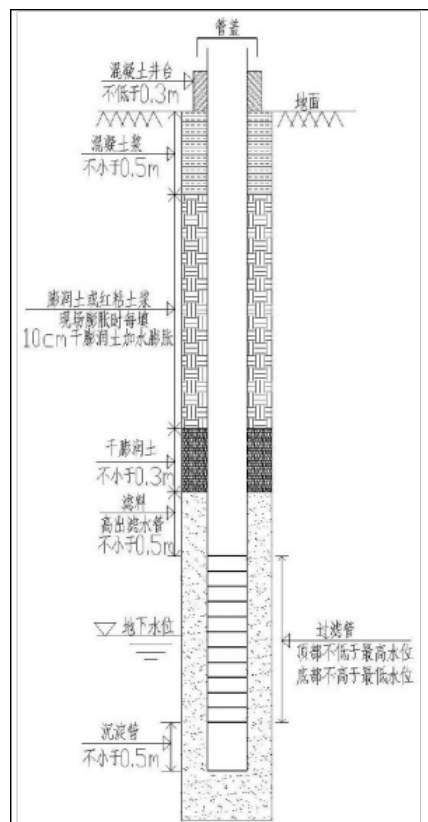 管盖
混凝土井台
不低于0.3m
地面
混凝土浆
不小于0.5m
膨润土或红粘土浆
现场膨胀时每填
10cm干膨润土加水膨胀
干膨润土
不小于0.3m
滤料
高出滤水管
不小于0.5m
地下水位
过滤管
顶部不低于最高水位
底部不高于最低水位
沉淀管
不小于0.5m